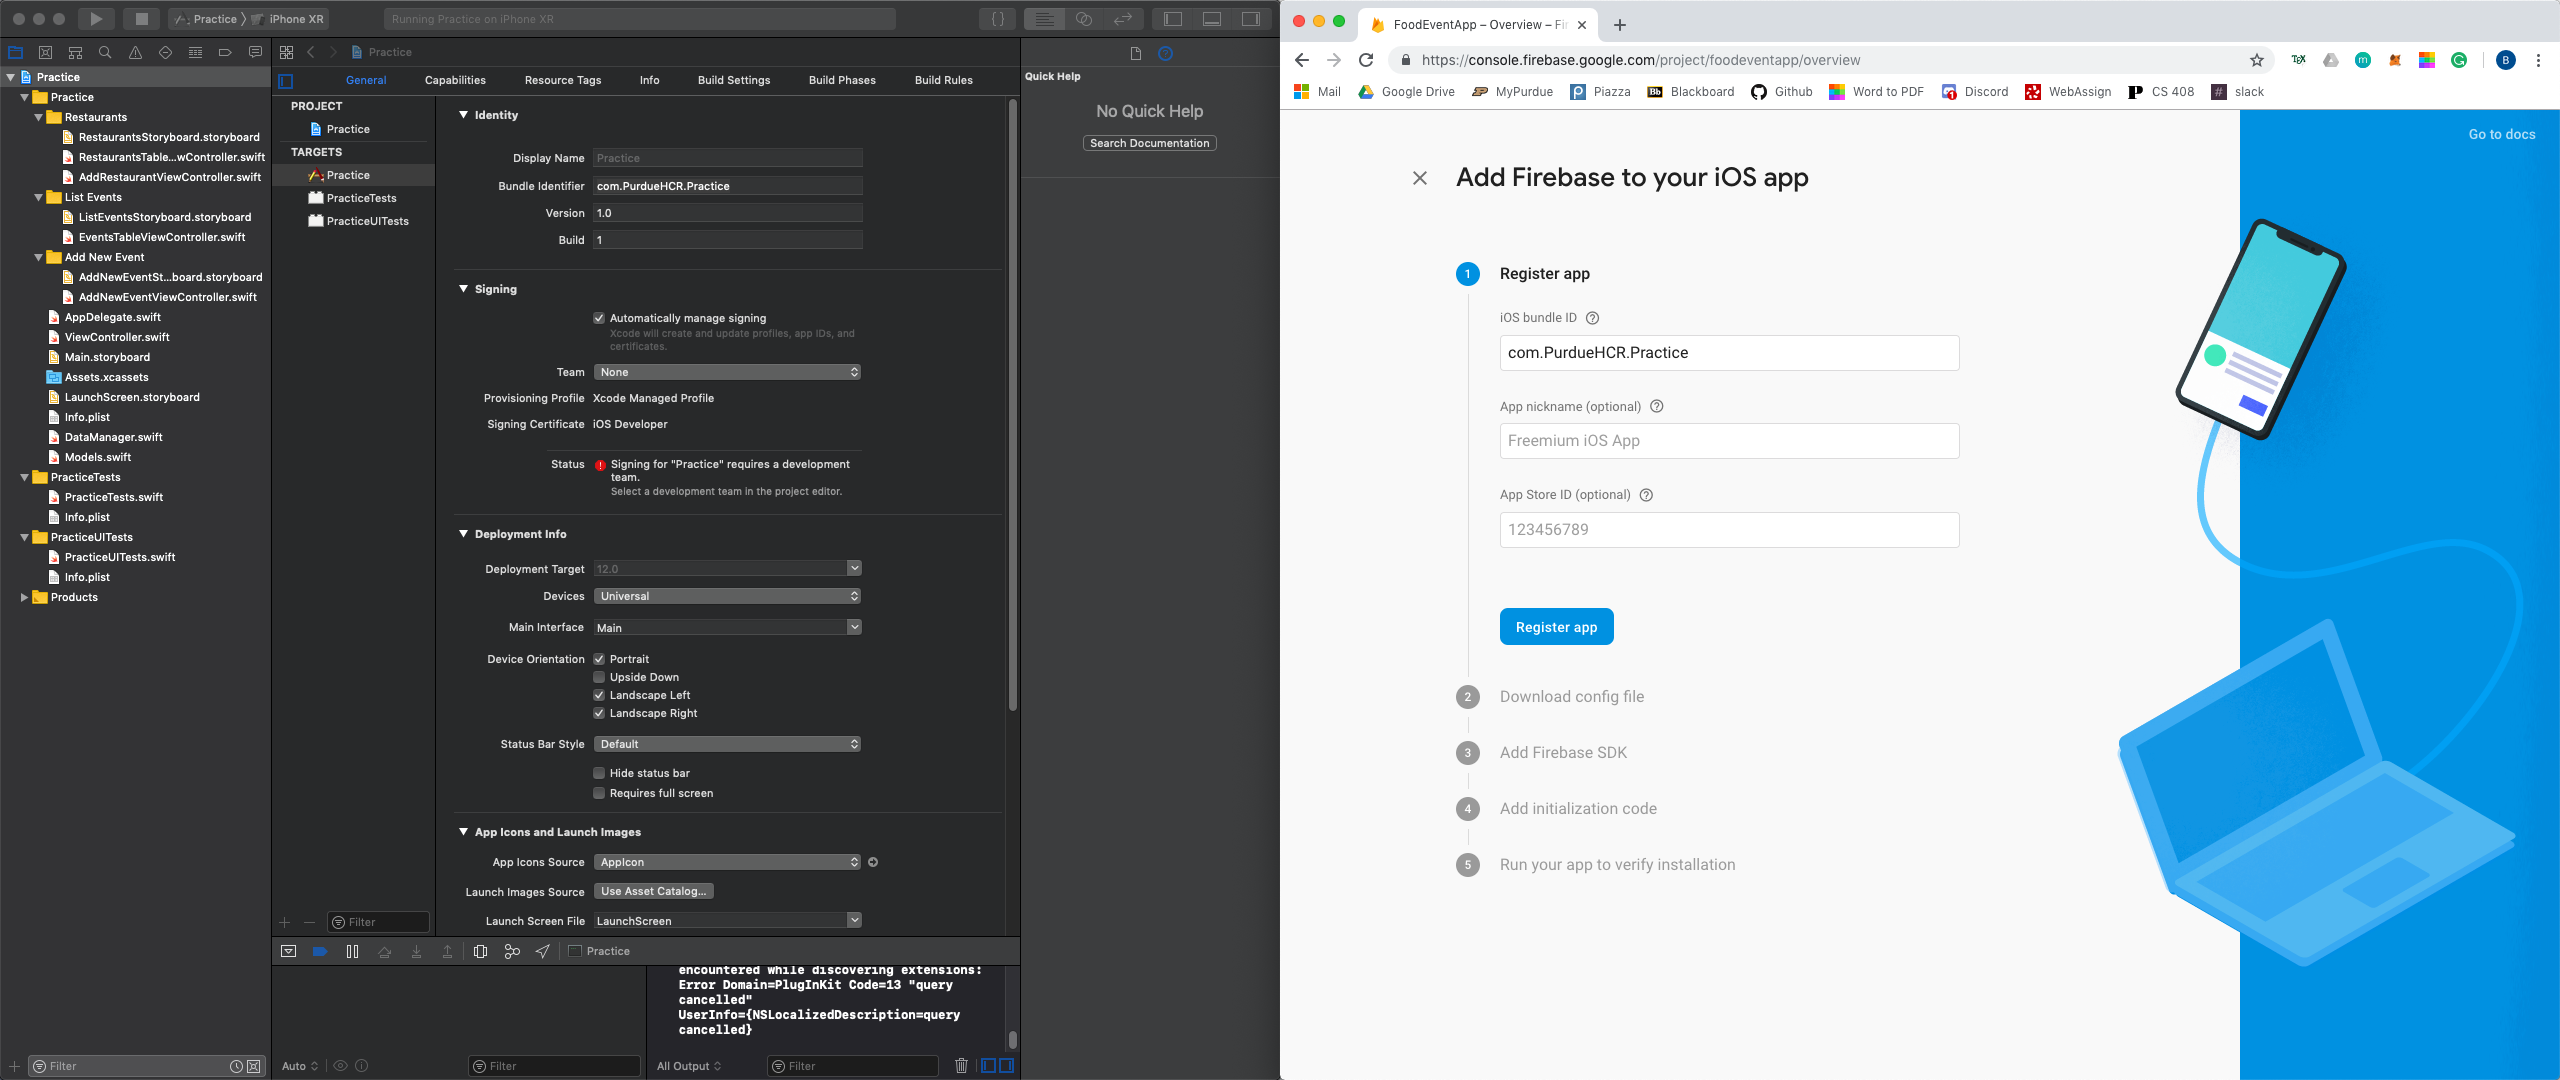 Practice
iPhone XR
Running Practice on iPhone XR
Practice
Practice
Practice
Restaurants
RestaurantsStoryboard.storyboard
RestaurantsTable...wController.swift
AddRestaurantViewController.swift
List Events
ListEventsStoryboard.storyboard
EventsTableViewController.swift
Add New Event
AddNewEventSt...board.storyboard
AddNewEventViewController.swift
AppDelegate.swift
ViewController.swift
Main.storyboard
Assets.xcassets
LaunchScreen.storyboard
Info.plist
DataManager.swift
Models.swift
PracticeTests
PracticeTests.swift
Info.plist
PracticeUITests
PracticeUITests.swift
Info.plist
Products
Filter
General Capabilities Resource Tags Info Build Settings Build Phases Build Rules
PROJECT
Practice
TARGETS
Practice
PracticeTests
PracticeUITests
Filter
Identity
Display Name Practice
Bundle Identifier com.PurdueHCR.Practice
Version 1.0
Build 1
Signing
Automatically manage signing
Xcode will create and update profiles, app IDs, and
certificates.
Team None
Provisioning Profile Xcode Managed Profile
Signing Certificate iOS Developer
Status Signing for "Practice" requires a development
team.
Select a development team in the project editor.
Deployment Info
Deployment Target 12.0
Devices Universal
Main Interface Main
Device Orientation Portrait
Upside Down
Landscape Left
Landscape Right
Status Bar Style Default
Hide status bar
Requires full screen
App Icons and Launch Images
App Icons Source AppIcon
Launch Images Source Use Asset Catalog...
Launch Screen File LaunchScreen
Practice
encountered while discovering extensions:
Error Domain=PlugInKit Code=13 "query
cancelled"
UserInfo={NSLocalizedDescription=query
cancelled}
Auto Filter
All Output Filter
Quick Help
No Quick Help
Search Documentation
FoodEventApp – Overview – Fi
https://console.firebase.google.com/project/foodeventapp/overview
Mail Google Drive MyPurdue Piazza Blackboard Github Word to PDF Discord WebAssign CS 408 slack
Go to docs
Add Firebase to your iOS app
1 Register app
iOS bundle ID
com.PurdueHCR.Practice
App nickname (optional)
Freemium iOS App
App Store ID (optional)
123456789
Register app
2 Download config file
3 Add Firebase SDK
4 Add initialization code
5 Run your app to verify installation